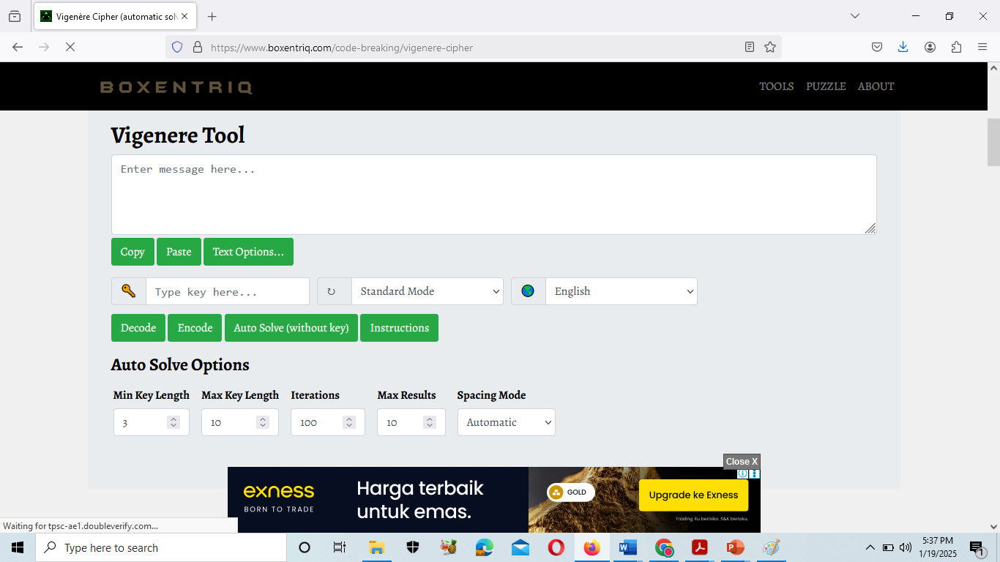 Vigenère Cipher (automatic solv
https://www.boxentriq.com/code-breaking/vigenere-cipher
BOXENTRIQ
TOOLS PUZZLE ABOUT
Vigenere Tool
Enter message here...
Copy Paste Text Options...
Type key here... Standard Mode English
Decode Encode Auto Solve (without key) Instructions
Auto Solve Options
Min Key Length Max Key Length Iterations Max Results Spacing Mode
3 10 100 10 Automatic
Close X
exness
BORN TO TRADE
Harga terbaik
untuk emas.
GOLD
Upgrade ke Exness
Trading itu berisiko. S&K berlaku.
Waiting for tpsc-ae1.doubleverify.com...
Type here to search
5:37 PM
1/19/2025
1